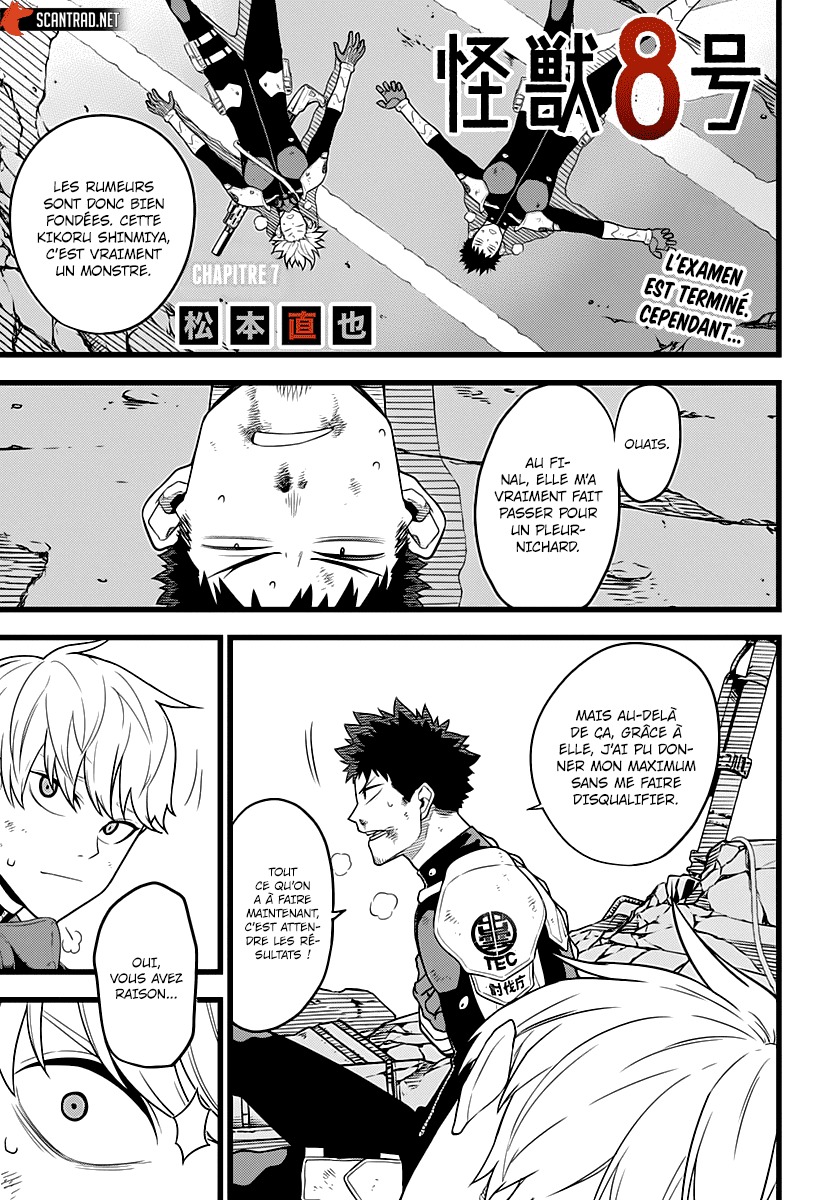 SCANTRAD.NET
怪獣8号
LES RUMEURS
SONT DONC BIEN
FONDÉES. CETTE
KIKORU SHINMIYA,
C'EST VRAIMENT
UN MONSTRE.
CHAPITRE 7
松本直也
L'EXAMEN
EST TERMINÉ.
CEPENDANT...
OUAIS.
AU FI-
NAL, ELLE M'A
VRAIMENT FAIT
PASSER POUR
UN PLEUR-
NICHARD.
MAIS AU-DELÀ
DE ÇA, GRÂCE À
ELLE, J'AI PU DON-
NER MON MAXIMUM
SANS ME FAIRE
DISQUALIFIER.
TOUT
CE QU'ON
A À FAIRE
MAINTENANT,
C'EST ATTEN-
DRE LES RÉ-
SULTATS !
TEC
討伐庁
OUI,
VOUS AVEZ
RAISON...